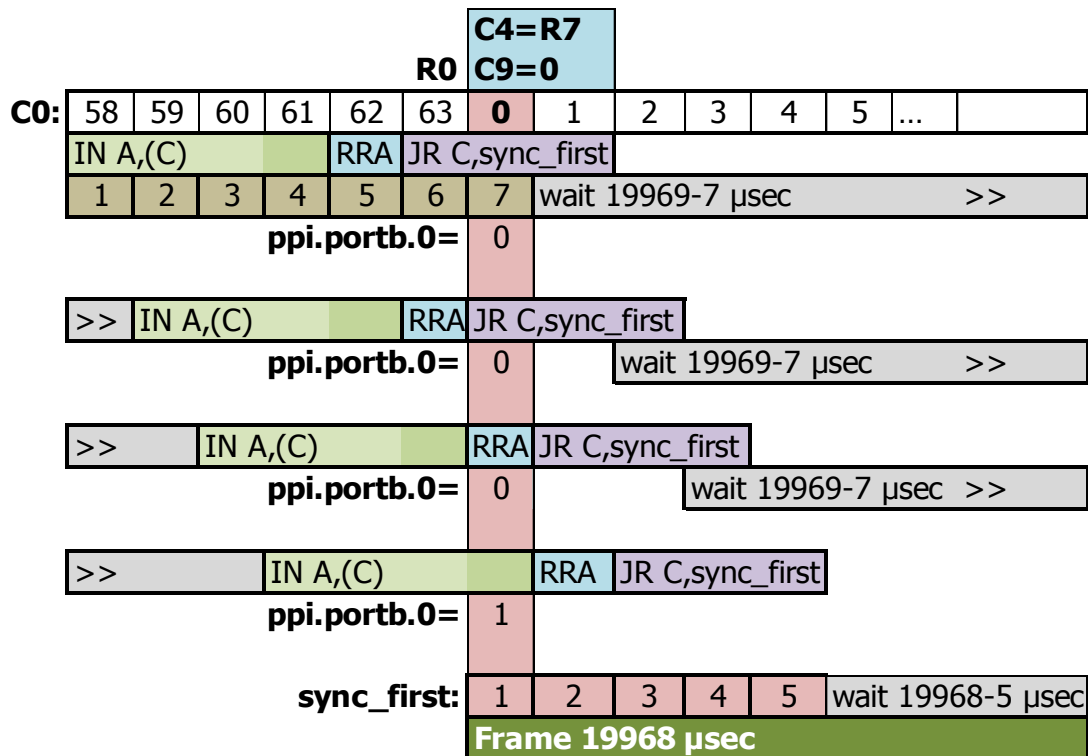 C4=R7
R0 C9=0
C0: 58 59 60 61 62 63 0 1 2 3 4 5 ...
IN A,(C) RRA JR C,sync_first
1 2 3 4 5 6 7 wait 19969-7 µsec >>
ppi.portb.0= 0
>> IN A,(C) RRA JR C,sync_first
ppi.portb.0= 0 wait 19969-7 µsec >>
>> IN A,(C) RRA JR C,sync_first
ppi.portb.0= 0 wait 19969-7 µsec >>
>> IN A,(C) RRA JR C,sync_first
ppi.portb.0= 1
sync_first: 1 2 3 4 5 wait 19968-5 µsec
Frame 19968 µsec